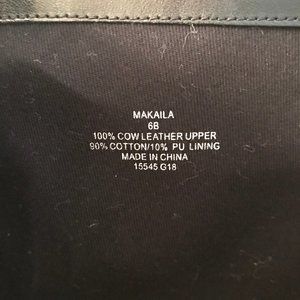 MAKAILA
6B
100% COW LEATHER UPPER
90% COTTON/10% PU LINING
MADE IN CHINA
15545 G18